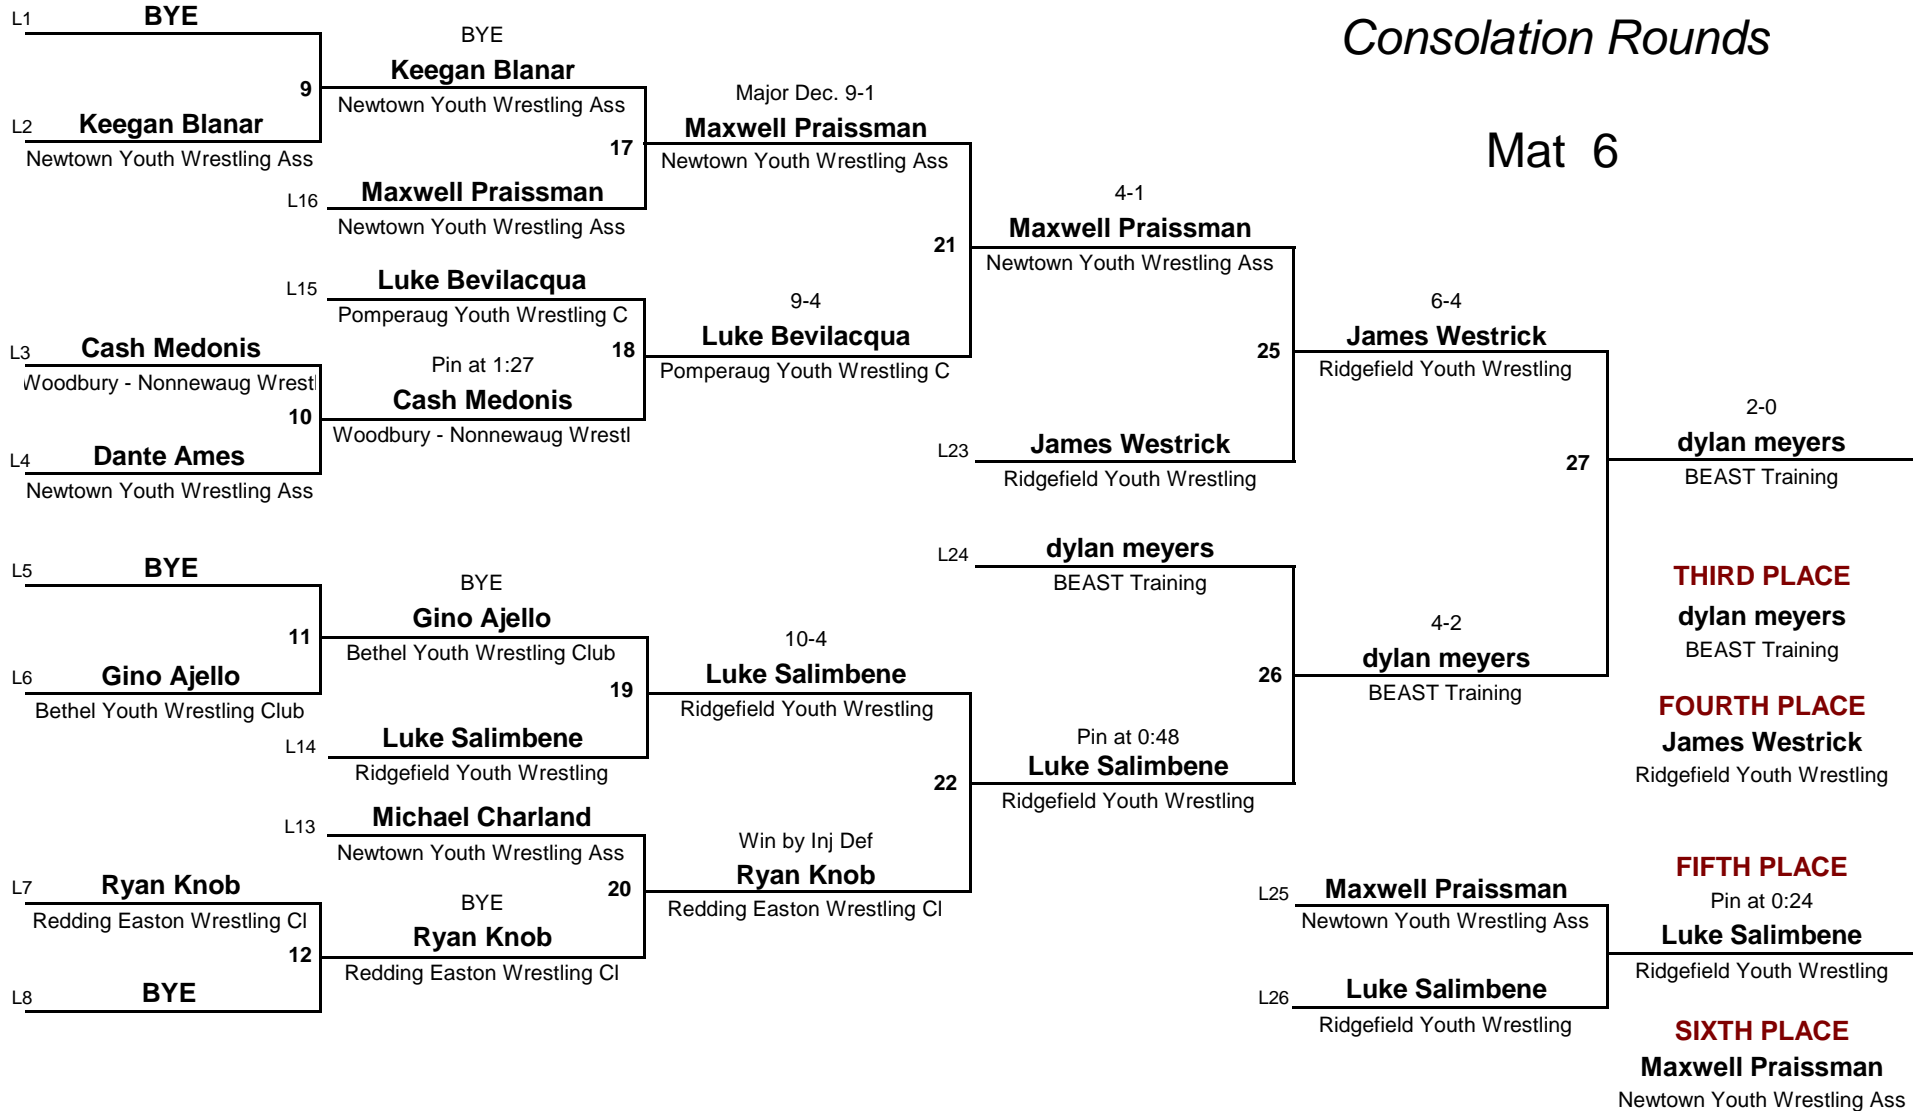 Consolation Rounds
Mat 6
L1 BYE
9
L2 Keegan Blanar
Newtown Youth Wrestling Ass
L3 Cash Medonis
Woodbury - Nonnewaug Wrestl
10
L4 Dante Ames
Newtown Youth Wrestling Ass
L5 BYE
11
L6 Gino Ajello
Bethel Youth Wrestling Club
L7 Ryan Knob
Redding Easton Wrestling Cl
12
L8 BYE
BYE
Keegan Blanar
Newtown Youth Wrestling Ass
17
L16 Maxwell Praissman
Newtown Youth Wrestling Ass
L15 Luke Bevilacqua
Pomperaug Youth Wrestling C
18
Pin at 1:27
Cash Medonis
Woodbury - Nonnewaug Wrestl
BYE
Gino Ajello
Bethel Youth Wrestling Club
19
L14 Luke Salimbene
Ridgefield Youth Wrestling
L13 Michael Charland
Newtown Youth Wrestling Ass
20
BYE
Ryan Knob
Redding Easton Wrestling Cl
Major Dec. 9-1
Maxwell Praissman
Newtown Youth Wrestling Ass
21
9-4
Luke Bevilacqua
Pomperaug Youth Wrestling C
10-4
Luke Salimbene
Ridgefield Youth Wrestling
22
Win by Inj Def
Ryan Knob
Redding Easton Wrestling Cl
4-1
Maxwell Praissman
Newtown Youth Wrestling Ass
25
L23 James Westrick
Ridgefield Youth Wrestling
L24 dylan meyers
BEAST Training
26
Pin at 0:48
Luke Salimbene
Ridgefield Youth Wrestling
6-4
James Westrick
Ridgefield Youth Wrestling
27
4-2
dylan meyers
BEAST Training
2-0
dylan meyers
BEAST Training
THIRD PLACE
dylan meyers
BEAST Training
FOURTH PLACE
James Westrick
Ridgefield Youth Wrestling
L25 Maxwell Praissman
Newtown Youth Wrestling Ass
L26 Luke Salimbene
Ridgefield Youth Wrestling
FIFTH PLACE
Pin at 0:24
Luke Salimbene
Ridgefield Youth Wrestling
SIXTH PLACE
Maxwell Praissman
Newtown Youth Wrestling Ass